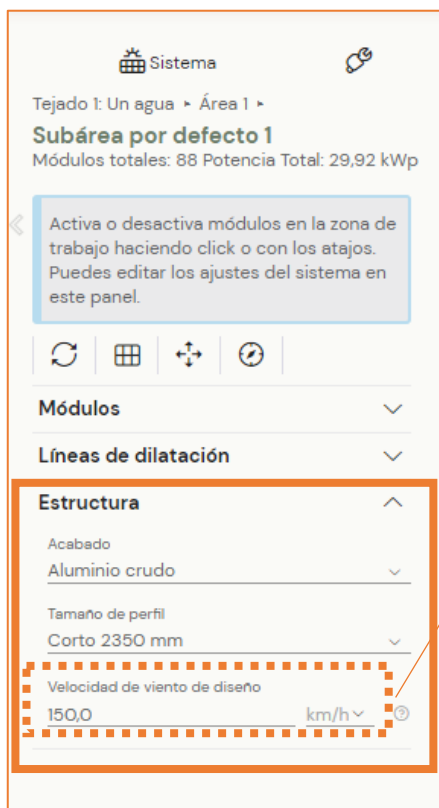 Sistema
Tejado 1: Un agua ▸ Área 1 ▸
Subárea por defecto 1
Módulos totales: 88 Potencia Total: 29,92 kWp
Activa o desactiva módulos en la zona de
trabajo haciendo click o con los atajos.
Puedes editar los ajustes del sistema en
este panel.
Módulos
Líneas de dilatación
Estructura
Acabado
Aluminio crudo
Tamaño de perfil
Corto 2350 mm
Velocidad de viento de diseño
150,0 km/h